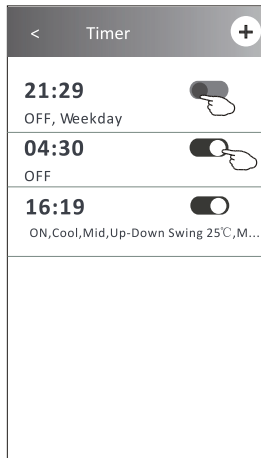 < Timer +
21:29
OFF, Weekday
04:30
OFF
16:19
ON,Cool,Mid,Up-Down Swing 25℃,M...